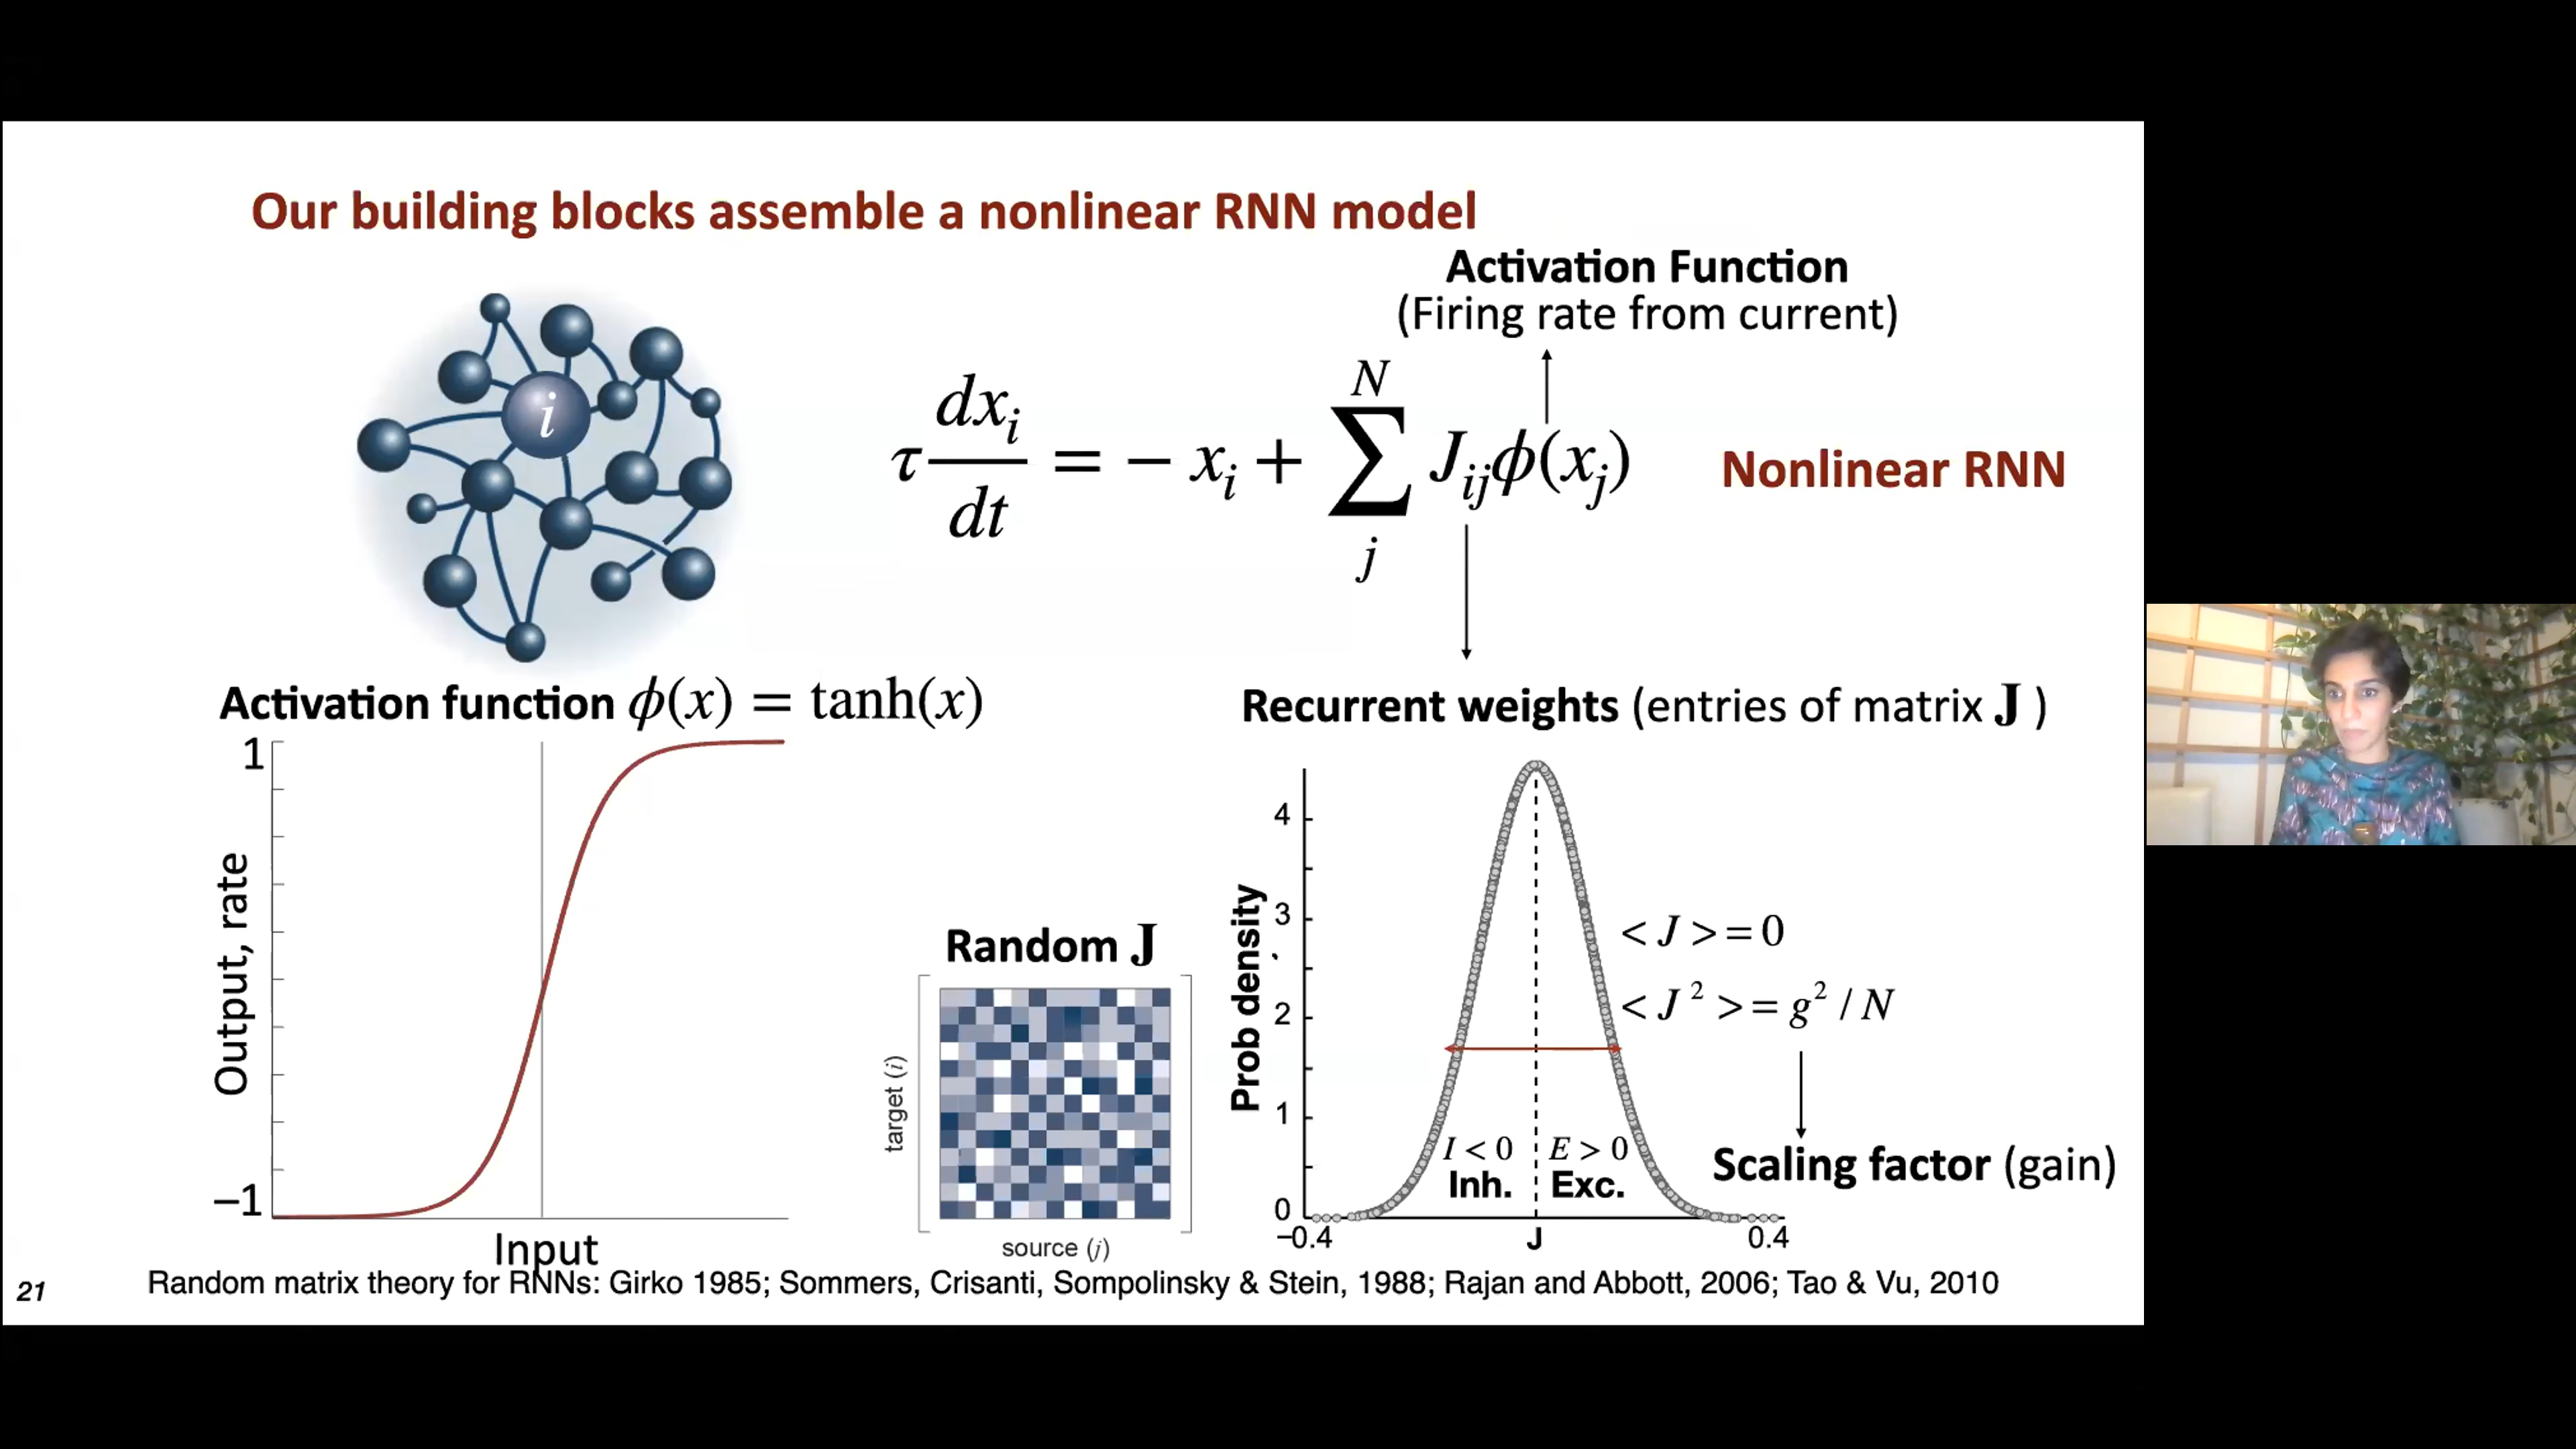 Our building blocks assemble a nonlinear RNN model
Activation Function
(Firing rate from current)
i
τ dx_i/dt = − x_i + ∑_j^N J_ij ϕ(x_j)
Nonlinear RNN
Activation function ϕ(x) = tanh(x)
1
Output, rate
−1
Input
Random J
target (i)
source (j)
Recurrent weights (entries of matrix J )
Prob density
4
3
2
1
0
−0.4
J
0.4
< J > = 0
< J² > = g² / N
I < 0
Inh.
E > 0
Exc.
Scaling factor (gain)
21
Random matrix theory for RNNs: Girko 1985; Sommers, Crisanti, Sompolinsky & Stein, 1988; Rajan and Abbott, 2006; Tao & Vu, 2010